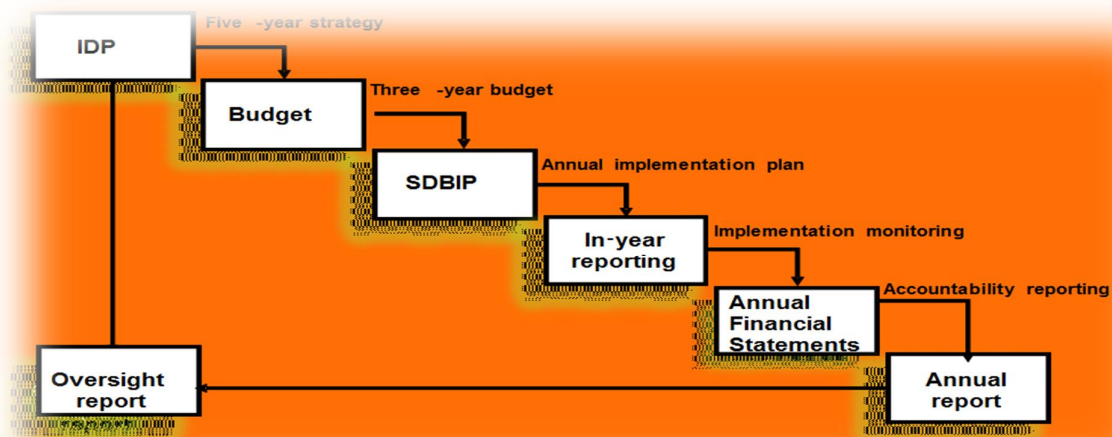 Five -year strategy
IDP
Three -year budget
Budget
Annual implementation plan
SDBIP
Implementation monitoring
In-year
reporting
Accountability reporting
Annual
Financial
Statements
Oversight
report
Annual
report